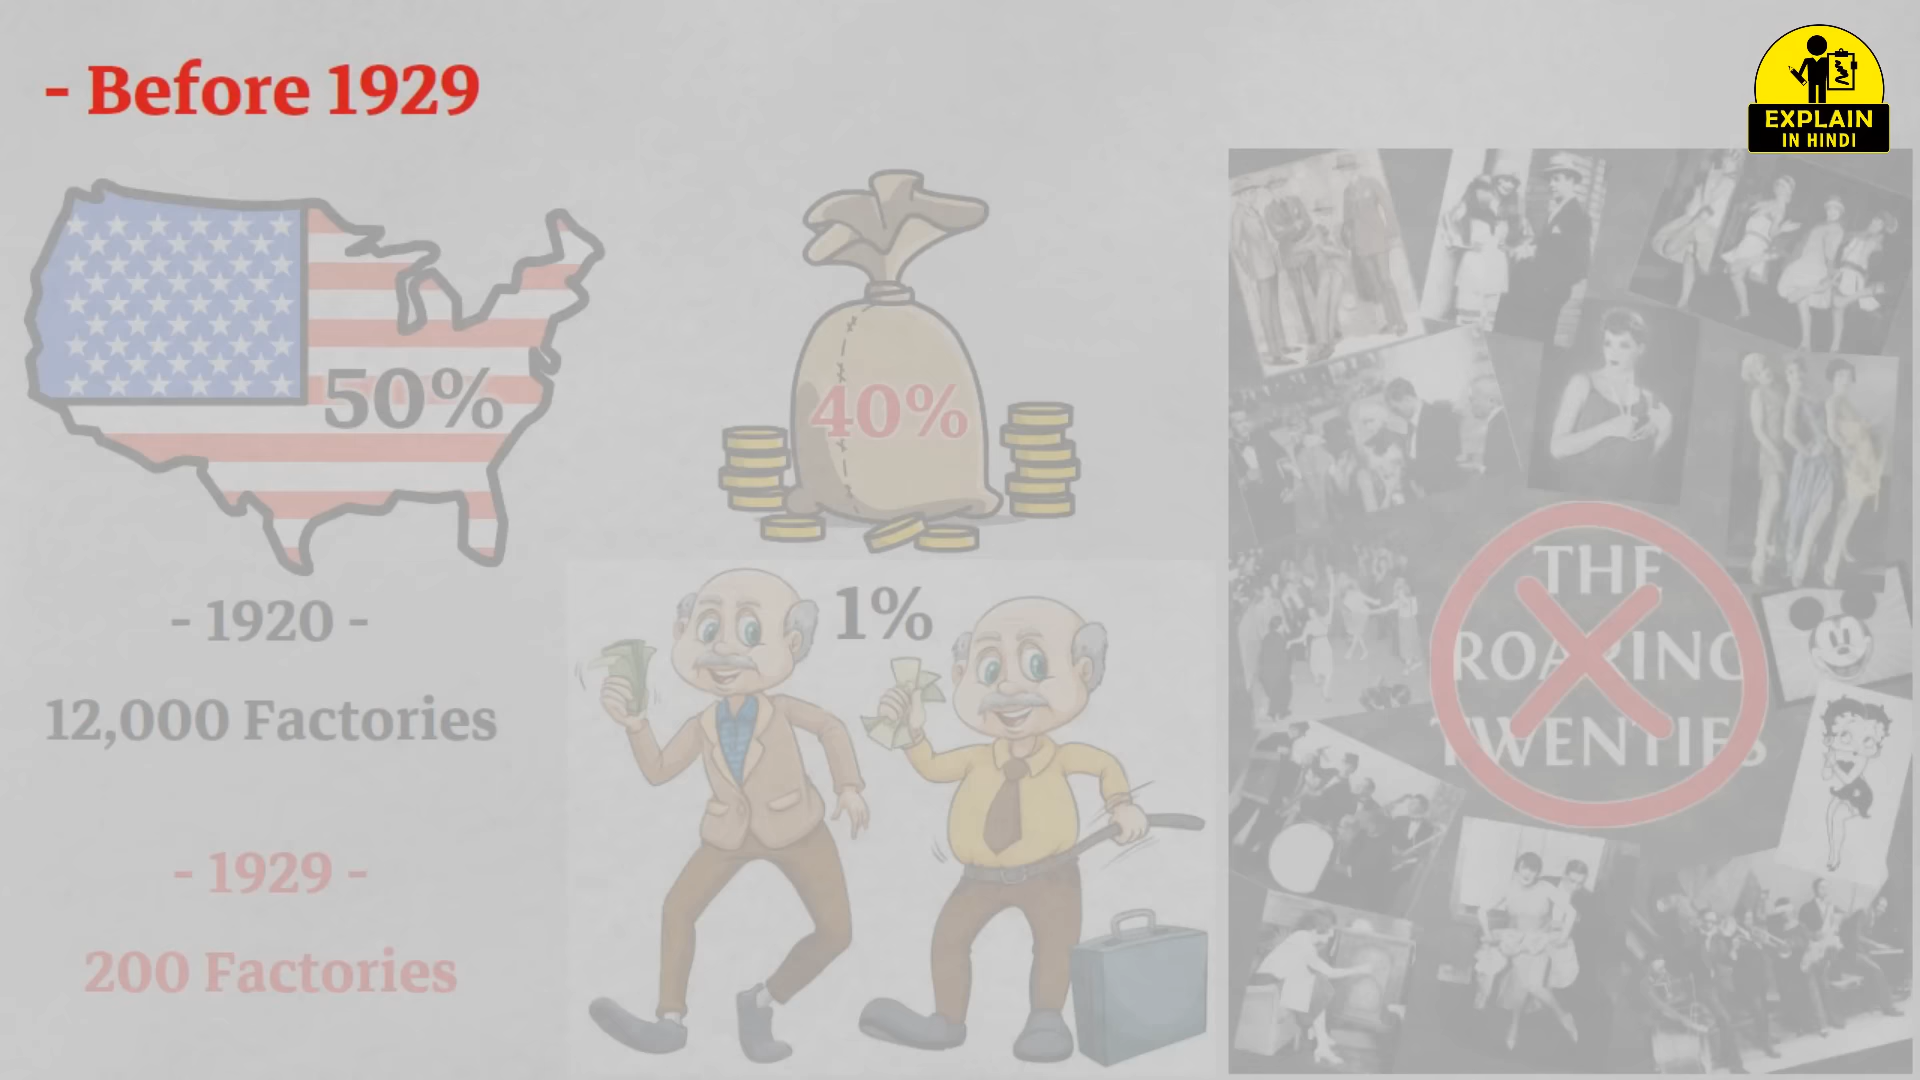 - Before 1929
EXPLAIN
IN HINDI
50%
40%
- 1920 -
12,000 Factories
- 1929 -
200 Factories
1%
THE
ROARING
TWENTIES